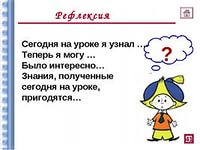 Рефлексия
Сегодня на уроке я узнал …
Теперь я могу …
Было интересно…
Знания, полученные
сегодня на уроке,
пригодятся…
?